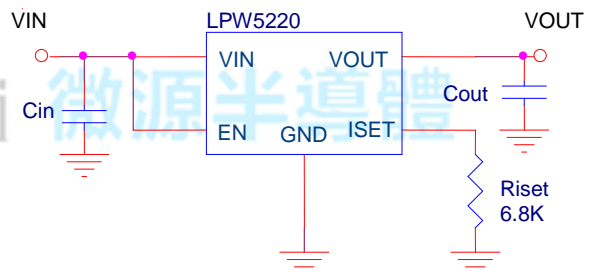 VIN
LPW5220
VOUT
VIN
VOUT
Cin
微源半導體
Cout
EN
GND
ISET
Riset
6.8K